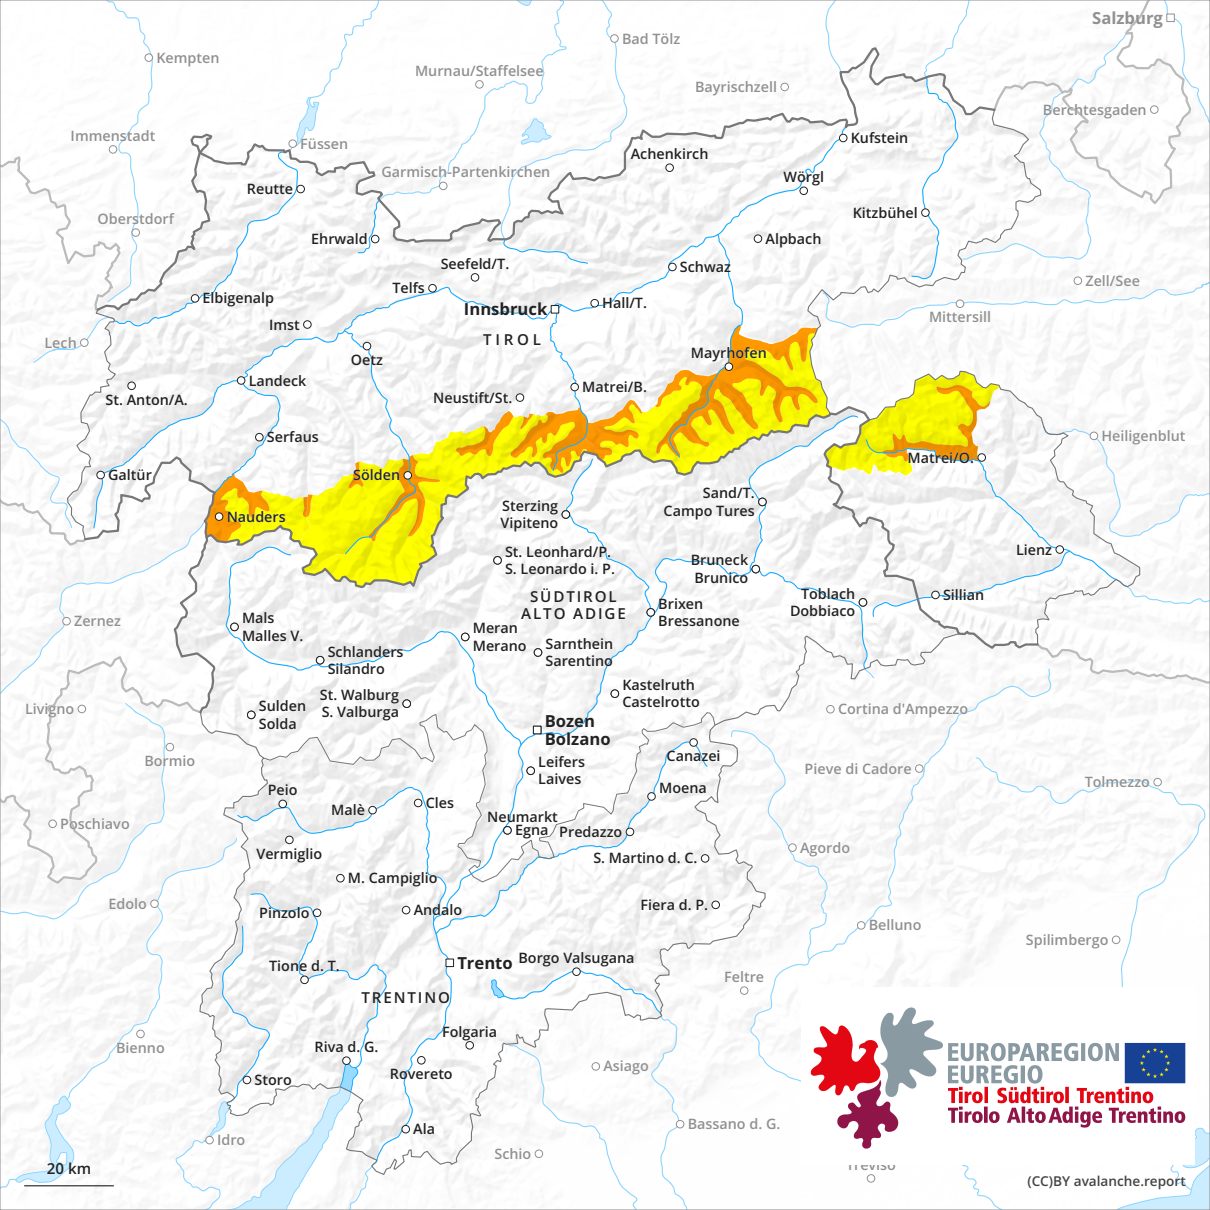 Salzburg
Bad Tölz
Kempten
Murnau/Staffelsee
Bayrischzell
Berchtesgaden
Immenstadt
Füssen
Kufstein
Achenkirch
Garmisch-Partenkirchen
Wörgl
Reutte
Oberstdorf
Kitzbühel
Ehrwald
Alpbach
Seefeld/T.
Schwaz
Zell/See
Telfs
Elbigenalp
Hall/T.
Innsbruck
Mittersill
Imst
TIROL
Lech
Mayrhofen
Oetz
Landeck
Matrei/B.
St. Anton/A.
Neustift/St.
Serfaus
Heiligenblut
Matrei/O.
Galtür
Sölden
Sand/T.
Campo Tures
Sterzing
Vipiteno
Nauders
Lienz
St. Leonhard/P.
S. Leonardo i. P.
Bruneck
Brunico
SÜDTIROL
ALTO ADIGE
Toblach
Dobbiaco
Sillian
Brixen
Bressanone
Zernez
Mals
Malles V.
Meran
Merano
Sarnthein
Sarentino
Schlanders
Silandro
Kastelruth
Castelrotto
St. Walburg
S. Valburga
Livigno
Sulden
Solda
Cortina d'Ampezzo
Bozen
Bolzano
Bormio
Canazei
Leifers
Laives
Pieve di Cadore
Tolmezzo
Peio
Moena
Malè
Cles
Neumarkt
Egna
Predazzo
Poschiavo
Vermiglio
Agordo
S. Martino d. C.
M. Campiglio
Edolo
Pinzolo
Andalo
Fiera d. P.
Belluno
Spilimbergo
Trento
Borgo Valsugana
Tione d. T.
Feltre
TRENTINO
Folgaria
Bienno
Riva d. G.
Rovereto
Asiago
Storo
EUROPAREGION
EUREGIO
Tirol Südtirol Trentino
Tirolo Alto Adige Trentino
Ala
Bassano d. G.
Idro
Schio
Treviso
20 km
(CC)BY avalanche.report